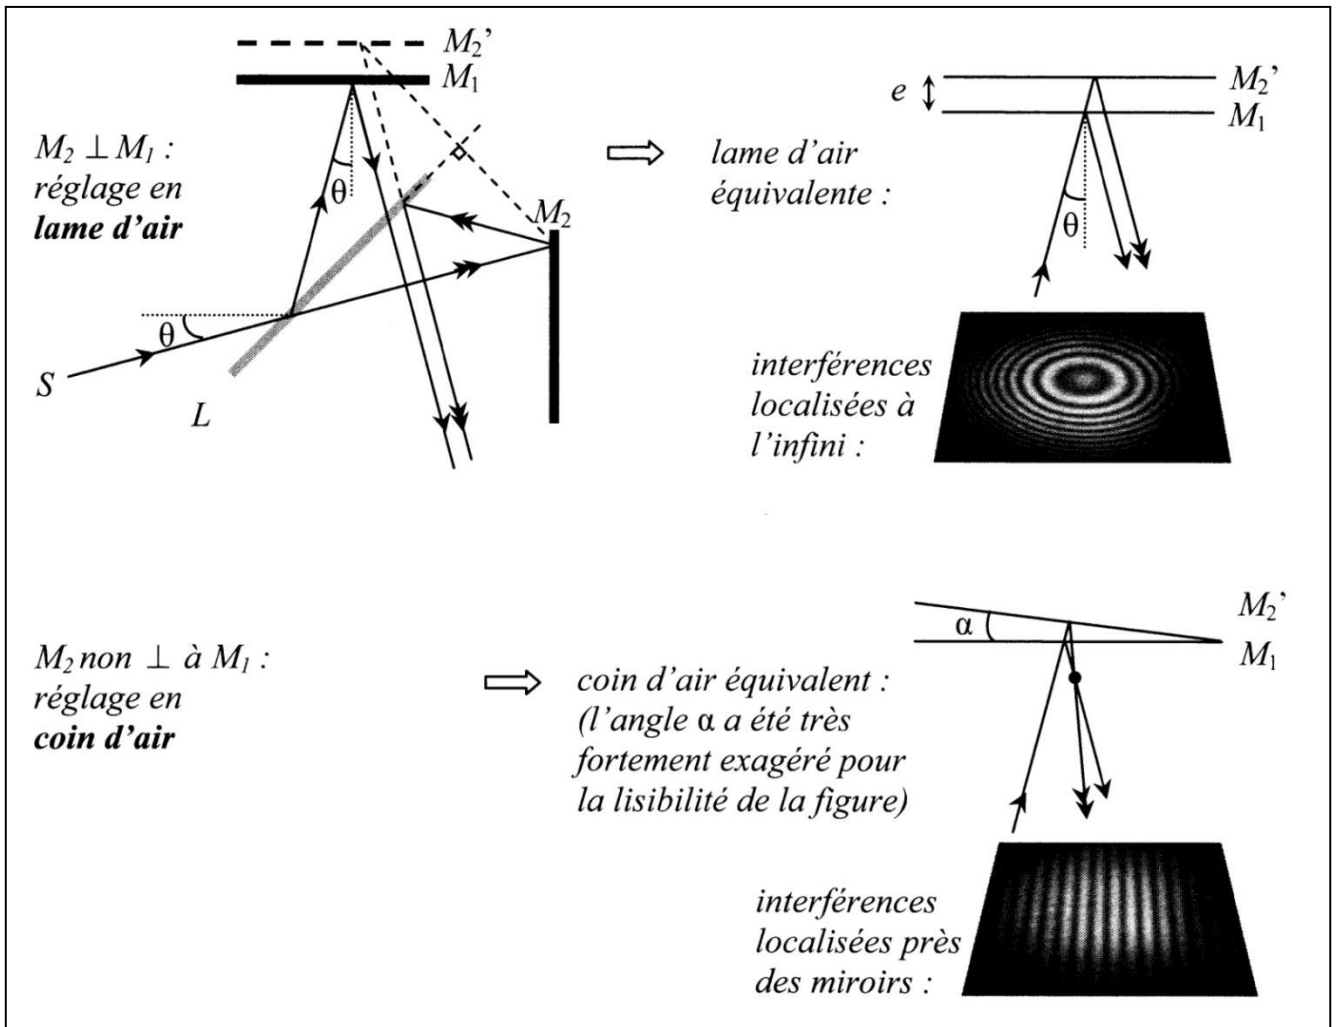 M₂'
M₁
M₂ ⊥ M₁ :
réglage en
lame d'air
θ
M₂
θ
S
L
lame d'air
équivalente :
e
M₂'
M₁
θ
interférences
localisées à
l'infini :
M₂ non ⊥ à M₁ :
réglage en
coin d'air
coin d'air équivalent :
(l'angle α a été très
fortement exagéré pour
la lisibilité de la figure)
α
M₂'
M₁
interférences
localisées près
des miroirs :